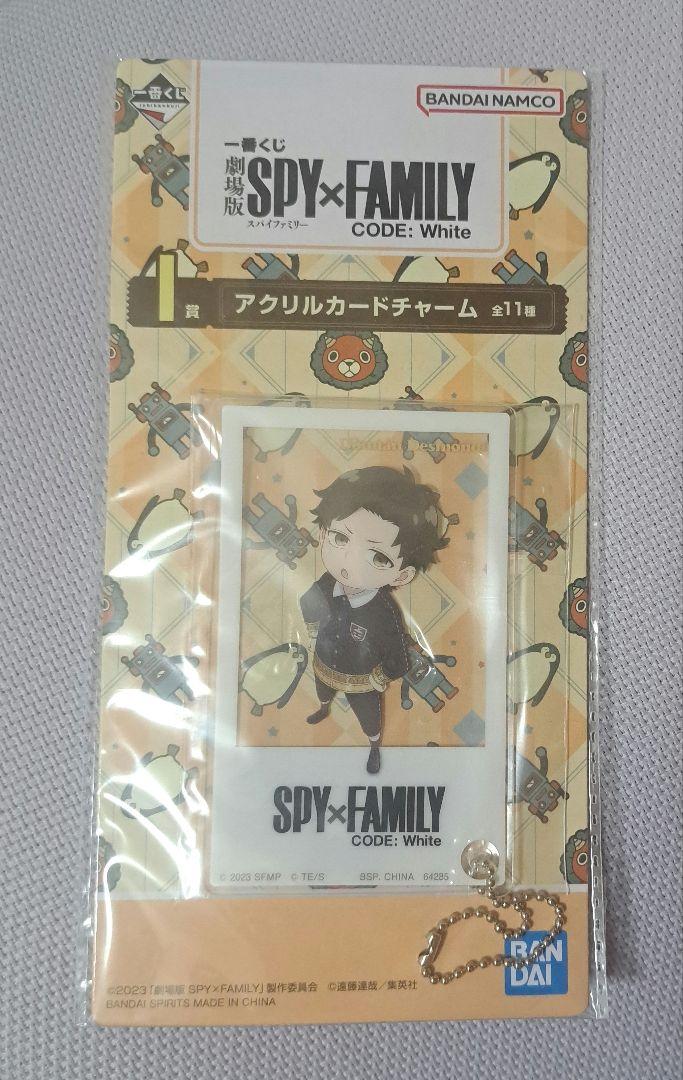 一番くじ
ichibankuji
BANDAI NAMCO
一番くじ
劇場版
SPY×FAMILY
スパイファミリー
CODE: White
I賞 アクリルカードチャーム 全11種
Desmond
SPY×FAMILY
CODE: White
© 2023 SFMP © TE/S BSP. CHINA 64285
BANDAI
©2023「劇場版 SPY×FAMILY」製作委員会 ©遠藤達哉／集英社
BANDAI SPIRITS MADE IN CHINA